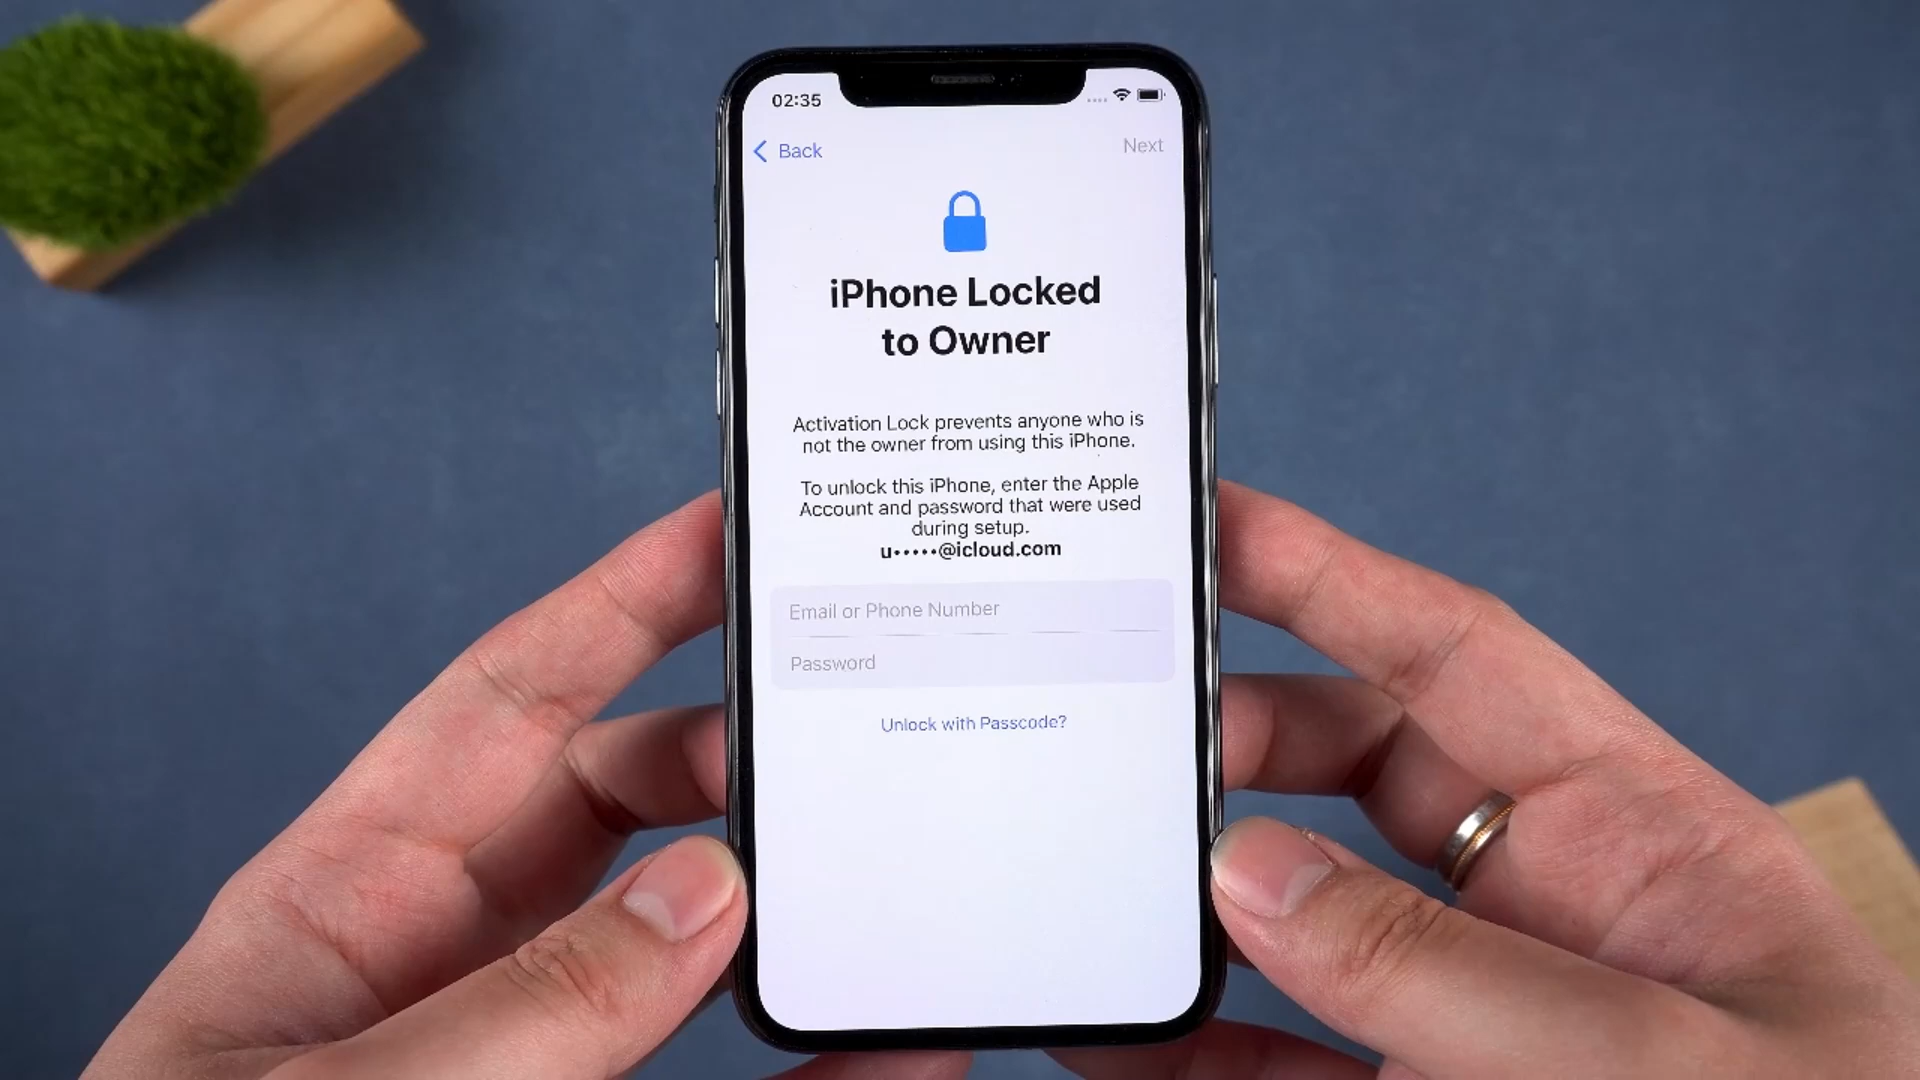 02:35
Back
Next
iPhone Locked
to Owner
Activation Lock prevents anyone who is
not the owner from using this iPhone.
To unlock this iPhone, enter the Apple
Account and password that were used
during setup.
u•••••@icloud.com
Email or Phone Number
Password
Unlock with Passcode?